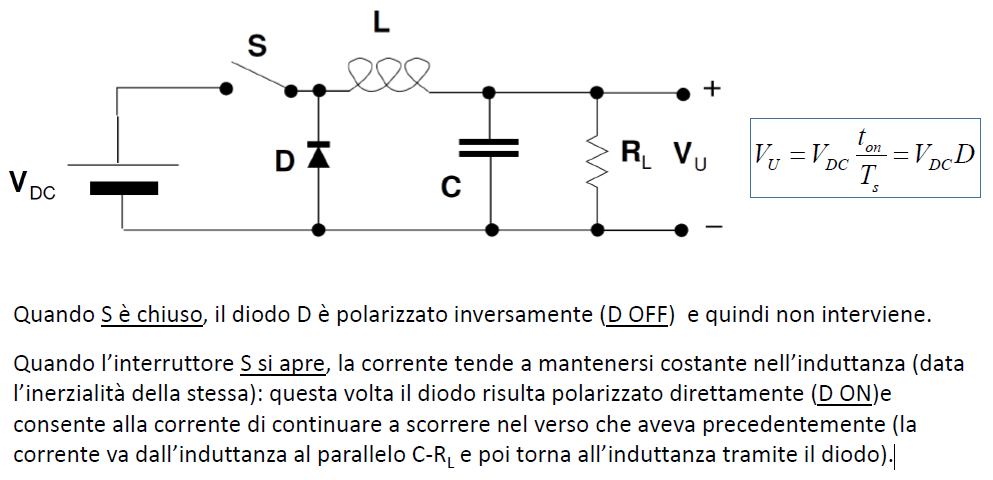 L
S
D
C
R_L V_U
+
−
V_DC
V_U = V_DC t_on / T_s = V_DC D
Quando S è chiuso, il diodo D è polarizzato inversamente (D OFF)  e quindi non interviene.
Quando l’interruttore S si apre, la corrente tende a mantenersi costante nell’induttanza (data
l’inerzialità della stessa): questa volta il diodo risulta polarizzato direttamente (D ON)e
consente alla corrente di continuare a scorrere nel verso che aveva precedentemente (la
corrente va dall’induttanza al parallelo C-R_L e poi torna all’induttanza tramite il diodo).